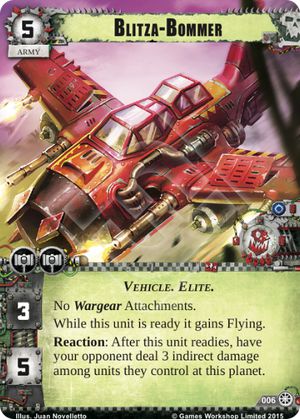 5
ARMY
BLITZA-BOMMER
VEHICLE. ELITE.
3
No Wargear Attachments.
While this unit is ready it gains Flying.
5
Reaction: After this unit readies, have
your opponent deal 3 indirect damage
among units they control at this planet.
006
Illus. Juan Novelletto
© Games Workshop Limited 2015